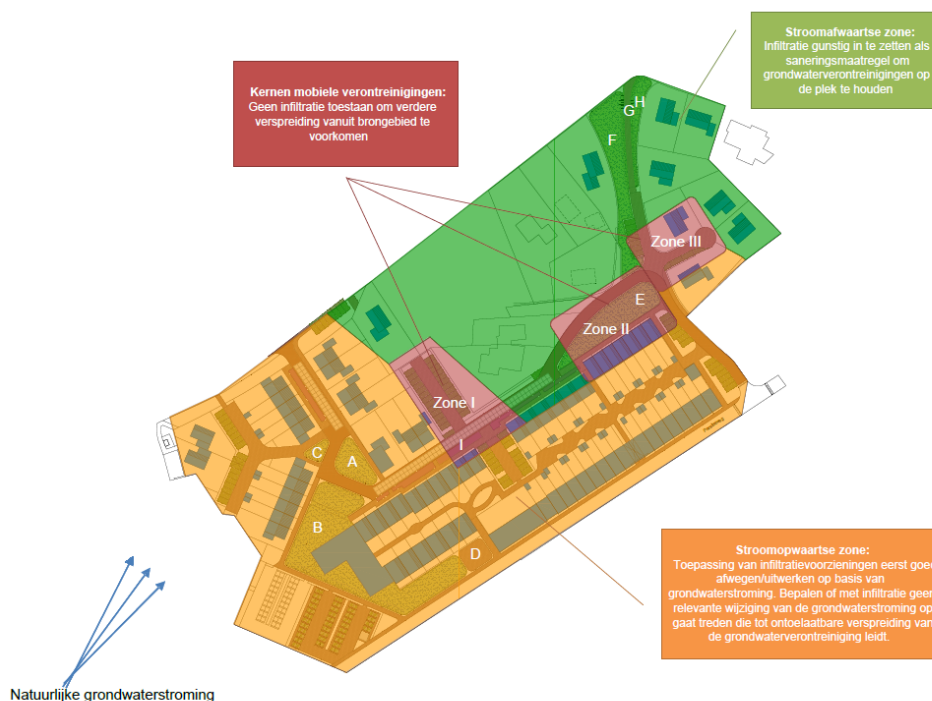 Stroomafwaartse zone:
Infiltratie gunstig in te zetten als
saneringsmaatregel om
grondwaterverontreinigingen op
de plek te houden
Kernen mobiele verontreinigingen:
Geen infiltratie toestaan om verdere
verspreiding vanuit brongebied te
voorkomen
H
G
F
Zone III
E
Zone II
Zone I
I
C
A
B
D
Stroomopwaartse zone:
Toepassing van infiltratievoorzieningen eerst goed
afwegen/uitwerken op basis van
grondwaterstroming. Bepalen of met infiltratie geen
relevante wijziging van de grondwaterstroming op
gaat treden die tot ontoelaatbare verspreiding van
de grondwaterverontreiniging leidt.
Natuurlijke grondwaterstroming